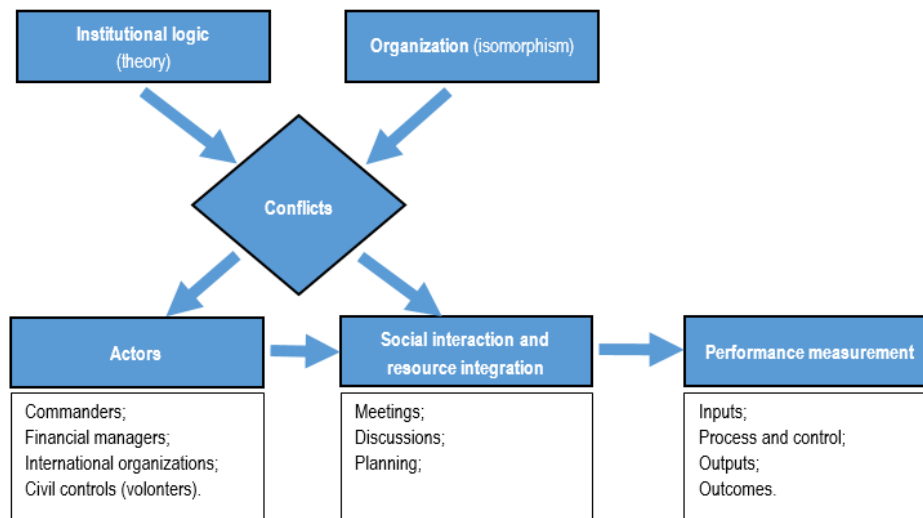 Institutional logic
(theory)
Organization (isomorphism)
Conflicts
Actors
Social interaction and
resource integration
Performance measurement
Commanders;
Financial managers;
International organizations;
Civil controls (volonters).
Meetings;
Discussions;
Planning;
Inputs;
Process and control;
Outputs;
Outcomes.